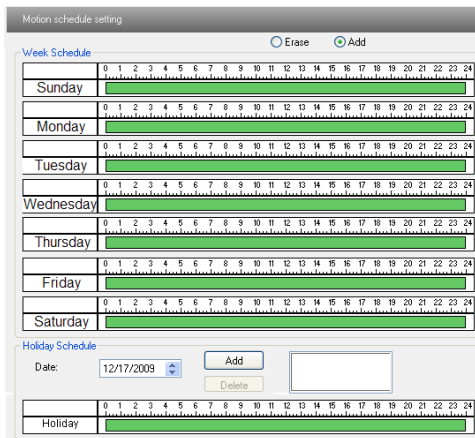 Motion schedule setting
Erase Add
Week Schedule
0 1 2 3 4 5 6 7 8 9 10 11 12 13 14 15 16 17 18 19 20 21 22 23 24
Sunday
0 1 2 3 4 5 6 7 8 9 10 11 12 13 14 15 16 17 18 19 20 21 22 23 24
Monday
0 1 2 3 4 5 6 7 8 9 10 11 12 13 14 15 16 17 18 19 20 21 22 23 24
Tuesday
0 1 2 3 4 5 6 7 8 9 10 11 12 13 14 15 16 17 18 19 20 21 22 23 24
Wednesday
0 1 2 3 4 5 6 7 8 9 10 11 12 13 14 15 16 17 18 19 20 21 22 23 24
Thursday
0 1 2 3 4 5 6 7 8 9 10 11 12 13 14 15 16 17 18 19 20 21 22 23 24
Friday
0 1 2 3 4 5 6 7 8 9 10 11 12 13 14 15 16 17 18 19 20 21 22 23 24
Saturday
Holiday Schedule
Date: 12/17/2009 Add
Delete
0 1 2 3 4 5 6 7 8 9 10 11 12 13 14 15 16 17 18 19 20 21 22 23 24
Holiday